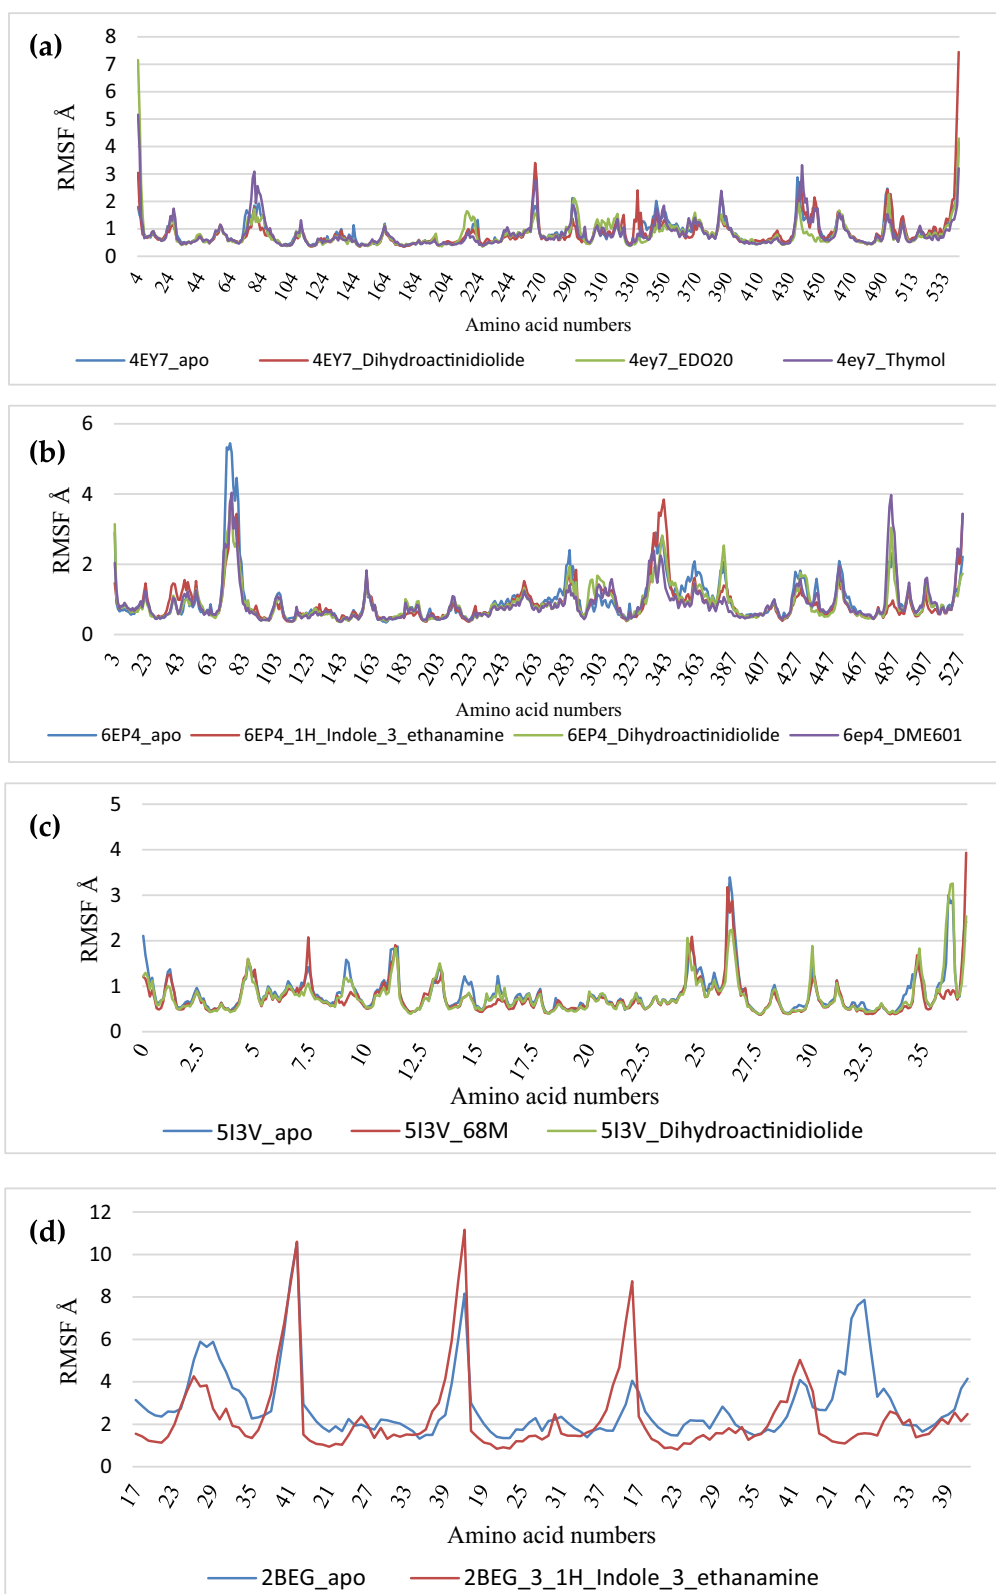 (a)
8
7
6
5
4
3
2
1
0
RMSF Å
4 24 44 64 84 104 124 144 164 184 204 224 244 270 290 310 330 350 370 390 410 430 450 470 490 513 533
Amino acid numbers
4EY7_apo 4EY7_Dihydroactinidiolide 4ey7_EDO20 4ey7_Thymol
(b)
6
4
2
0
RMSF Å
3 23 43 63 85 103 123 143 163 183 203 223 243 263 283 303 323 343 363 387 407 427 447 467 487 507 527
Amino acid numbers
6EP4_apo 6EP4_1H_Indole_3_ethanamine 6EP4_Dihydroactinidiolide 6ep4_DME601
(c)
5
4
3
2
1
0
RMSF Å
0 2.5 5 7.5 10 12.5 15 17.5 20 22.5 25 27.5 30 32.5 35
Amino acid numbers
5I3V_apo 5I3V_68M 5I3V_Dihydroactinidiolide
(d)
12
10
8
6
4
2
0
RMSF Å
17 23 29 35 41 21 27 33 39 19 25 31 37 17 23 29 35 41 21 27 33 39
Amino acid numbers
2BEG_apo 2BEG_3_1H_Indole_3_ethanamine